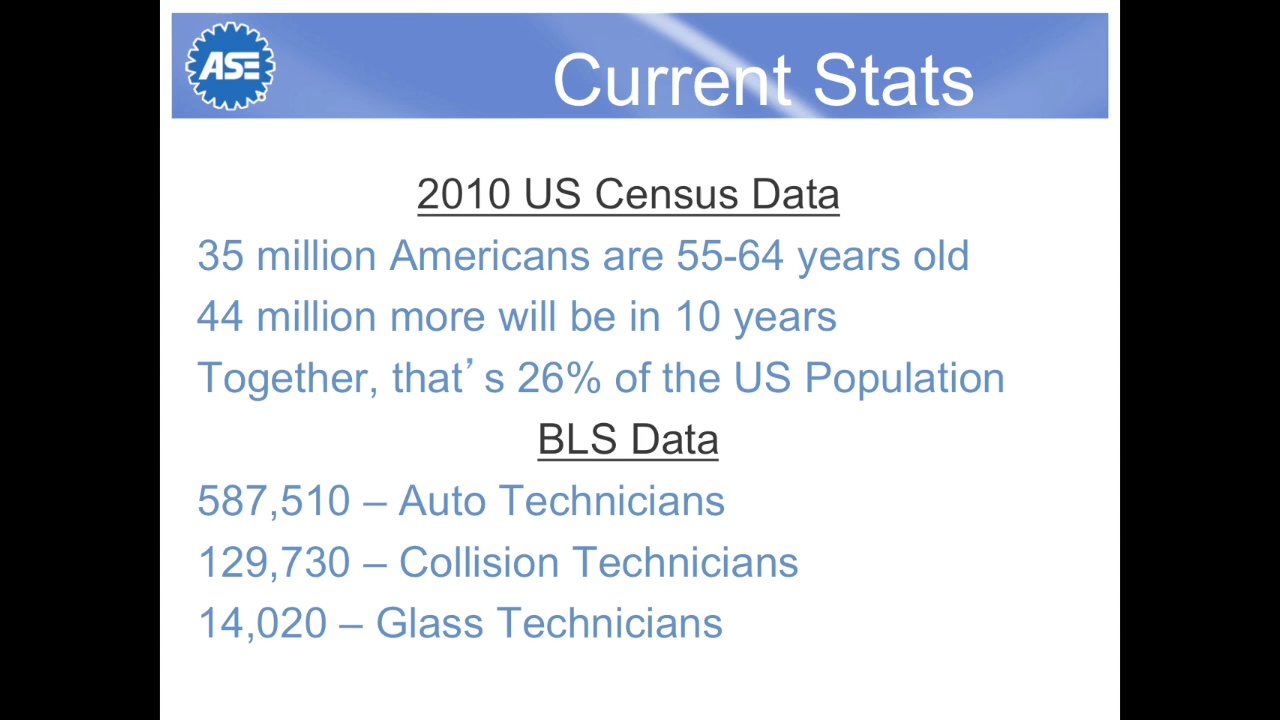 ASE
Current Stats
2010 US Census Data
35 million Americans are 55-64 years old
44 million more will be in 10 years
Together, that’s 26% of the US Population
BLS Data
587,510 – Auto Technicians
129,730 – Collision Technicians
14,020 – Glass Technicians